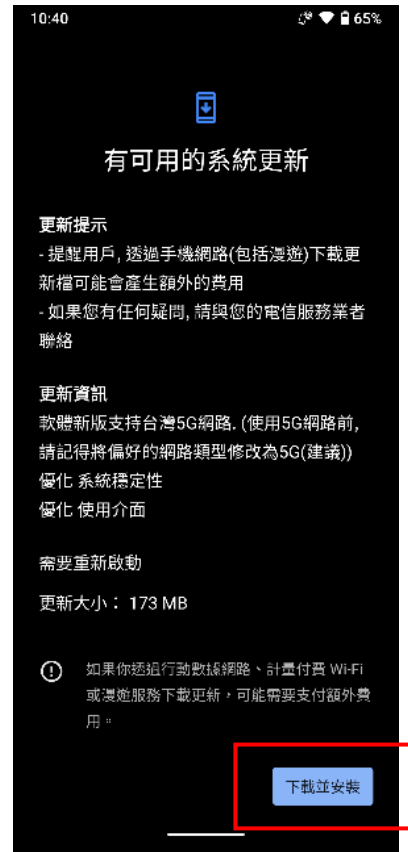 10:40
65%
有可用的系統更新
更新提示
- 提醒用戶, 透過手機網路(包括漫遊)下載更
新檔可能會產生額外的費用
- 如果您有任何疑問, 請與您的電信服務業者
聯絡
更新資訊
軟體新版支持台灣5G網路. (使用5G網路前,
請記得將偏好的網路類型修改為5G(建議))
優化 系統穩定性
優化 使用介面
需要重新啟動
更新大小： 173 MB
如果你透過行動數據網路、計量付費 Wi-Fi
或漫遊服務下載更新，可能需要支付額外費
用。
下載並安裝